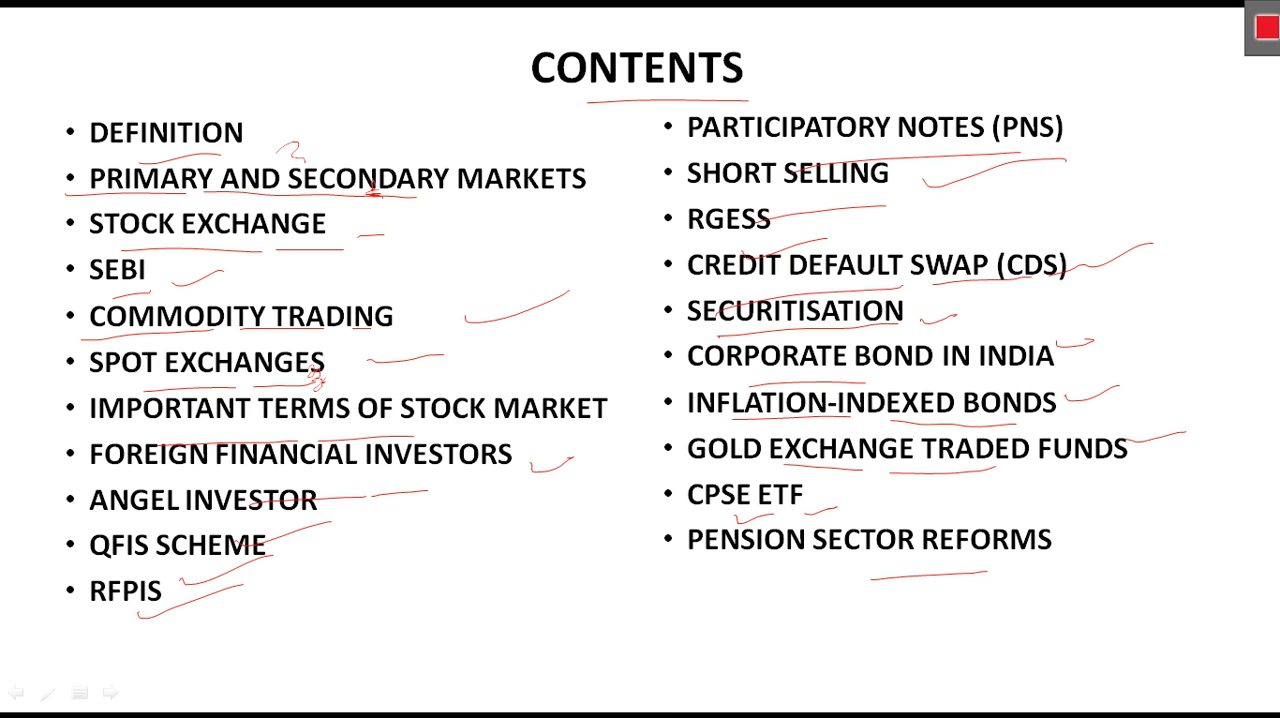 CONTENTS
• DEFINITION
• PRIMARY AND SECONDARY MARKETS
• STOCK EXCHANGE
• SEBI
• COMMODITY TRADING
• SPOT EXCHANGES
• IMPORTANT TERMS OF STOCK MARKET
• FOREIGN FINANCIAL INVESTORS
• ANGEL INVESTOR
• QFIS SCHEME
• RFPIS
• PARTICIPATORY NOTES (PNS)
• SHORT SELLING
• RGESS
• CREDIT DEFAULT SWAP (CDS)
• SECURITISATION
• CORPORATE BOND IN INDIA
• INFLATION-INDEXED BONDS
• GOLD EXCHANGE TRADED FUNDS
• CPSE ETF
• PENSION SECTOR REFORMS